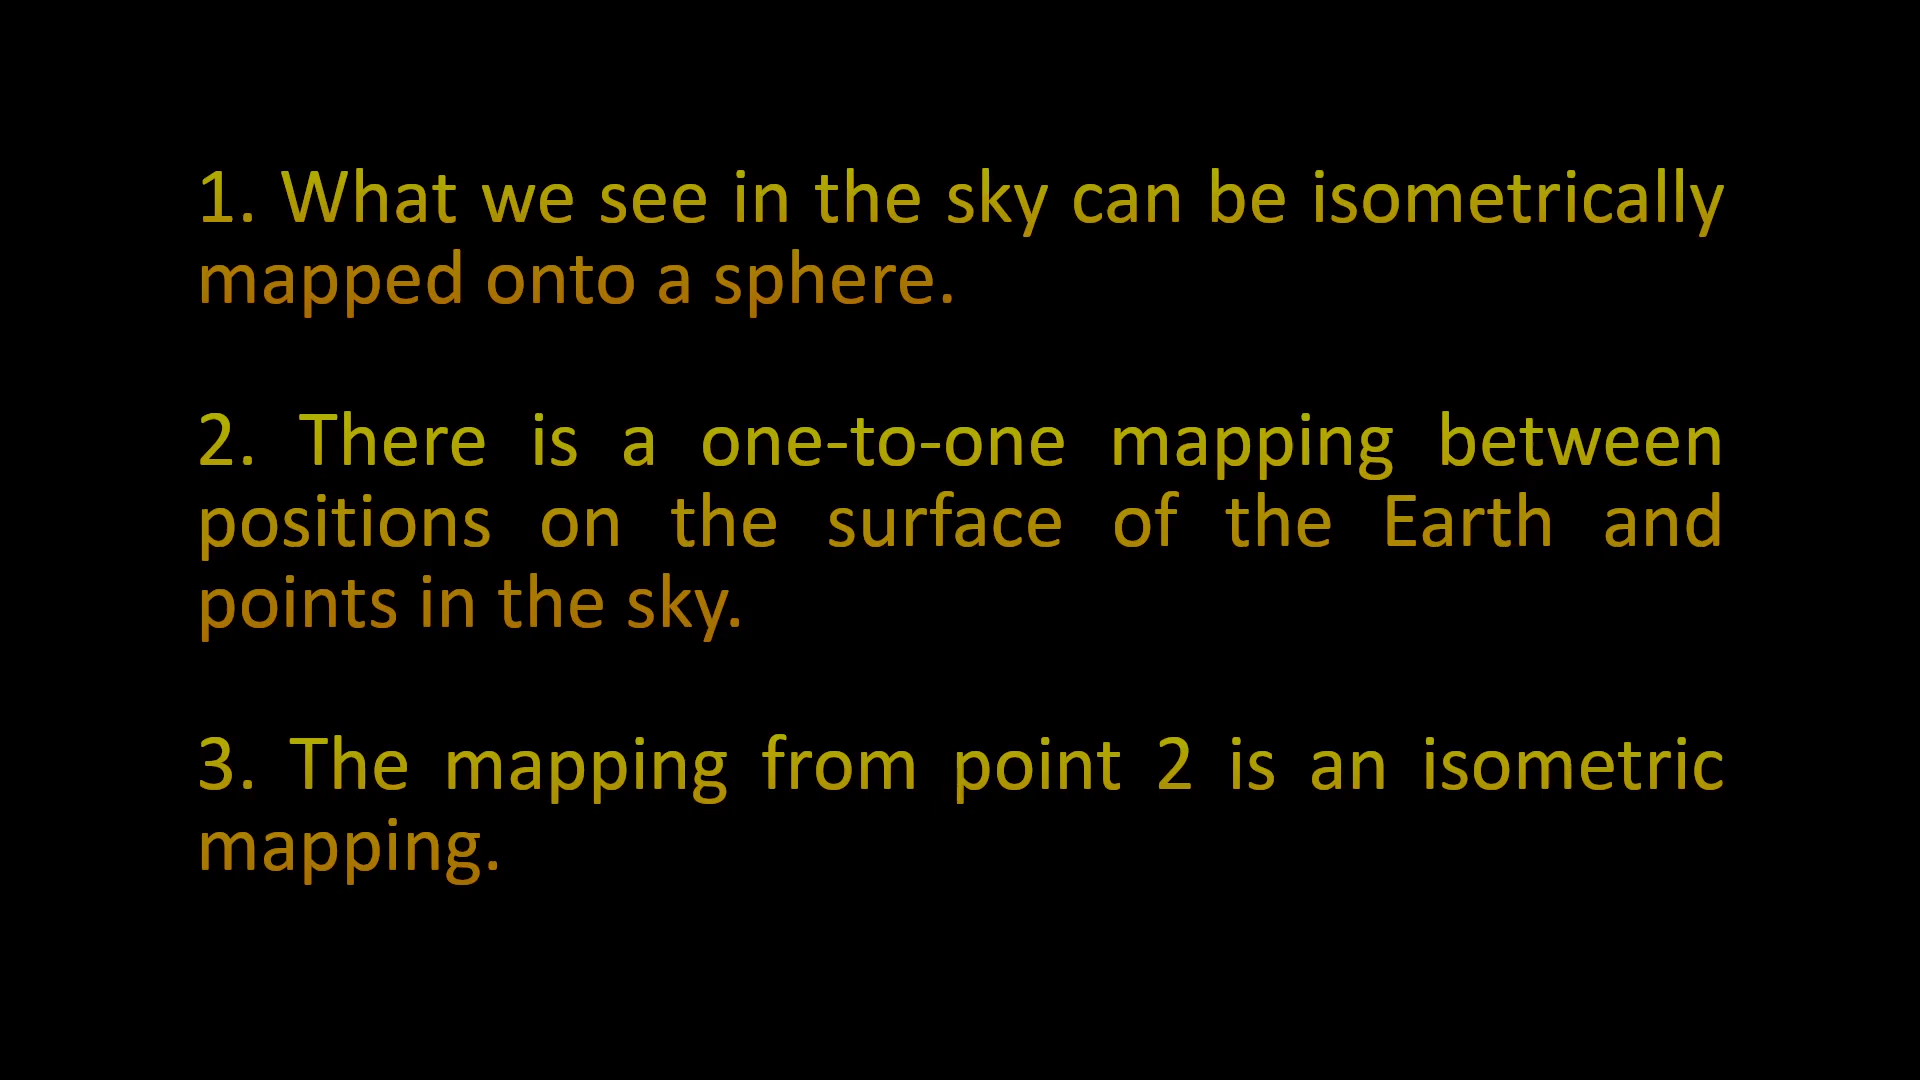 1. What we see in the sky can be isometrically
mapped onto a sphere.
2. There is a one-to-one mapping between
positions on the surface of the Earth and
points in the sky.
3. The mapping from point 2 is an isometric
mapping.